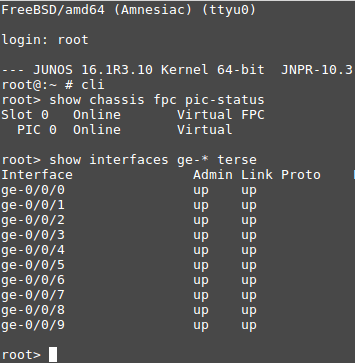 FreeBSD/amd64 (Amnesiac) (ttyu0)
login: root
--- JUNOS 16.1R3.10 Kernel 64-bit  JNPR-10.3
root@:~ # cli
root> show chassis fpc pic-status
Slot 0   Online       Virtual FPC
  PIC 0  Online       Virtual
root> show interfaces ge-* terse
Interface               Admin Link Proto
ge-0/0/0                up    up
ge-0/0/1                up    up
ge-0/0/2                up    up
ge-0/0/3                up    up
ge-0/0/4                up    up
ge-0/0/5                up    up
ge-0/0/6                up    up
ge-0/0/7                up    up
ge-0/0/8                up    up
ge-0/0/9                up    up
root>